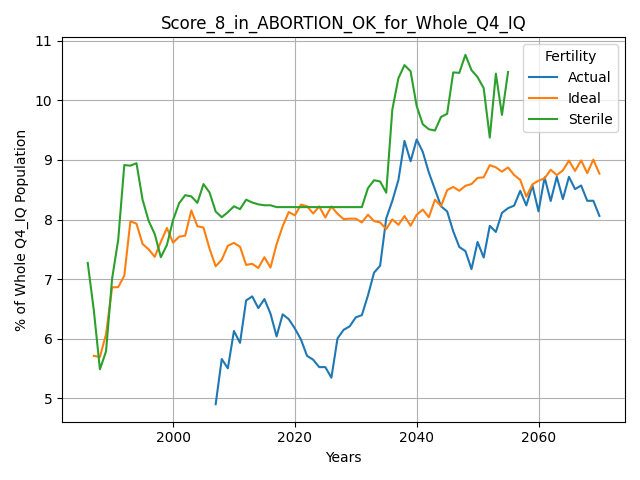 Score_8_in_ABORTION_OK_for_Whole_Q4_IQ
% of Whole Q4_IQ Population
11
10
9
8
7
6
5
Fertility
Actual
Ideal
Sterile
2000
2020
2040
2060
Years